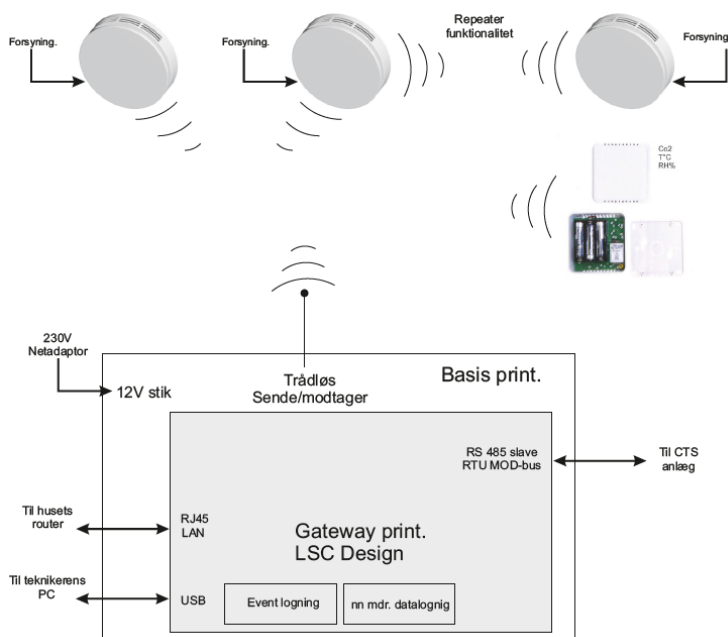 Repeater
funktionalitet
Forsyning.
Forsyning.
Forsyning
Co2
T°C
RH%
230V
Netadaptor
12V stik
Trådløs
Sende/modtager
Basis print.
RS 485 slave
RTU MOD-bus
Til CTS
anlæg
Til husets
router
RJ45
LAN
Gateway print.
LSC Design
Til teknikerens
PC
USB
Event logning
nn mdr. datalognig